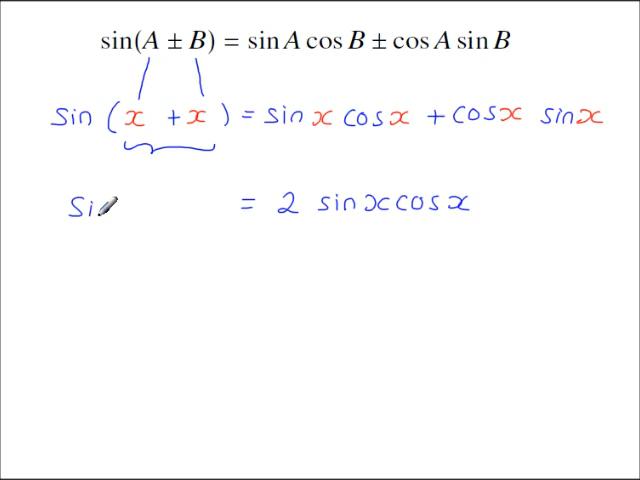 sin(A ± B) = sin A cos B ± cos A sin B
sin (x + x) = sin x cos x + cos x sin x
Si = 2 sin x cos x